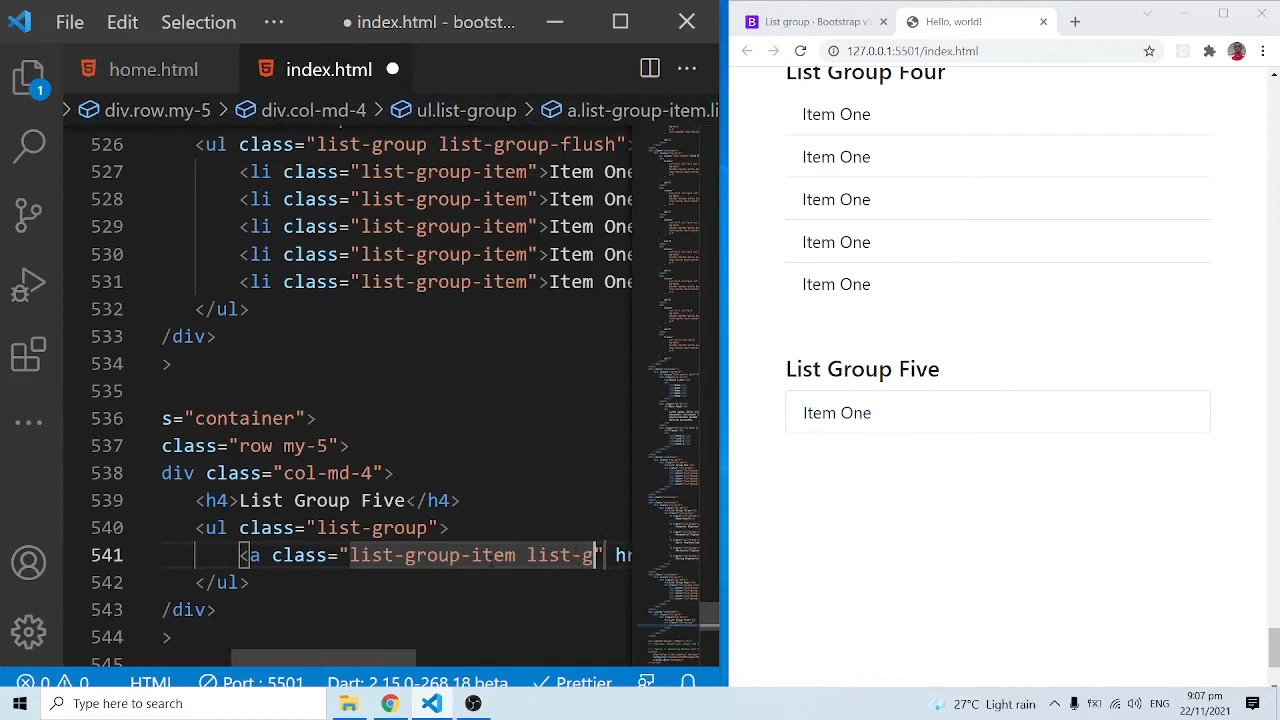 File Edit Selection ··· ● index.html - bootst...
home.html index.html
div.row.my-5 > div.col-md-4 > ul.list-group > a.list-group-item.li
526 <ul class="list-group list-group-flush">
527 <li class="list-group-item">Item One
528 <li class="list-group-item">Item One
529 <li class="list-group-item">Item One
530 <li class="list-group-item">Item One
531 <li class="list-group-item">Item One
532 </ul>
533 div>
534
535
536 s="container">
537 class="row my-5">
538 div class="col-md-4">
539 <h4>List Group Five</h4>
540 <ul class="list-group">
541 <a class="list-group-item list-g hr
542 </ul>
543 div>
544
545
1
0 0 HTML Port : 5501 Dart: 2.15.0-268.18.beta Prettier
List group · Bootstrap v5 Hello, world!
127.0.0.1:5501/index.html
List Group Four
Item One
Item One
Item One
Item One
Item One
List Group Five
Item One
Type here to search
27°C Light rain ENG
9:07 pm
22/11/2021